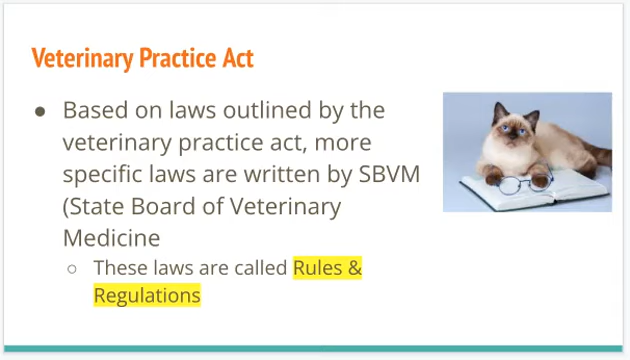 Veterinary Practice Act
● Based on laws outlined by the
veterinary practice act, more
specific laws are written by SBVM
(State Board of Veterinary
Medicine
○ These laws are called Rules &
Regulations